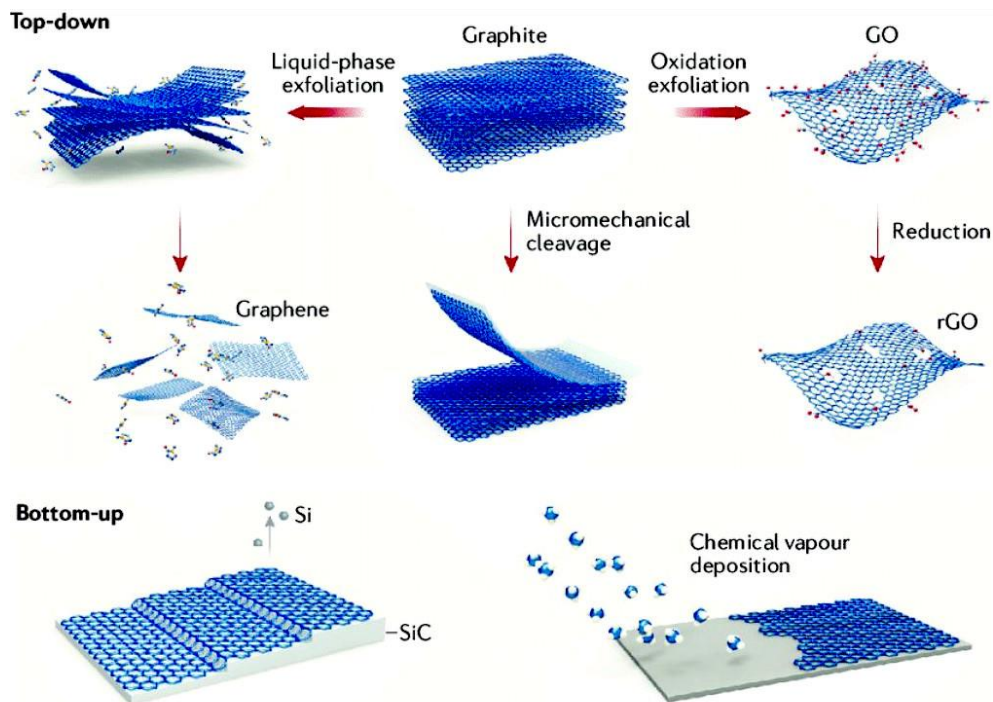 Top-down
Liquid-phase
exfoliation
Graphite
Oxidation
exfoliation
GO
Micromechanical
cleavage
Reduction
Graphene
rGO
Bottom-up
Si
SiC
Chemical vapour
deposition